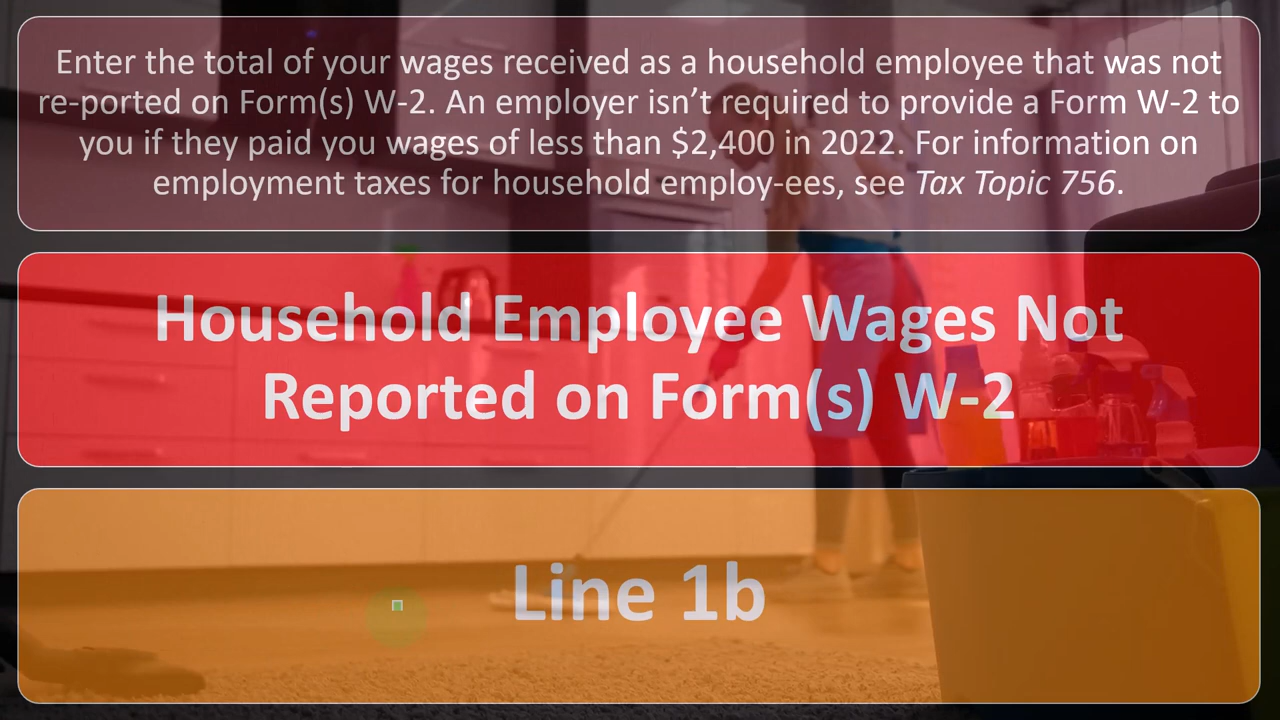 Enter the total of your wages received as a household employee that was not
re-ported on Form(s) W-2. An employer isn’t required to provide a Form W-2 to
you if they paid you wages of less than $2,400 in 2022. For information on
employment taxes for household employ-ees, see Tax Topic 756.
Household Employee Wages Not
Reported on Form(s) W-2
Line 1b